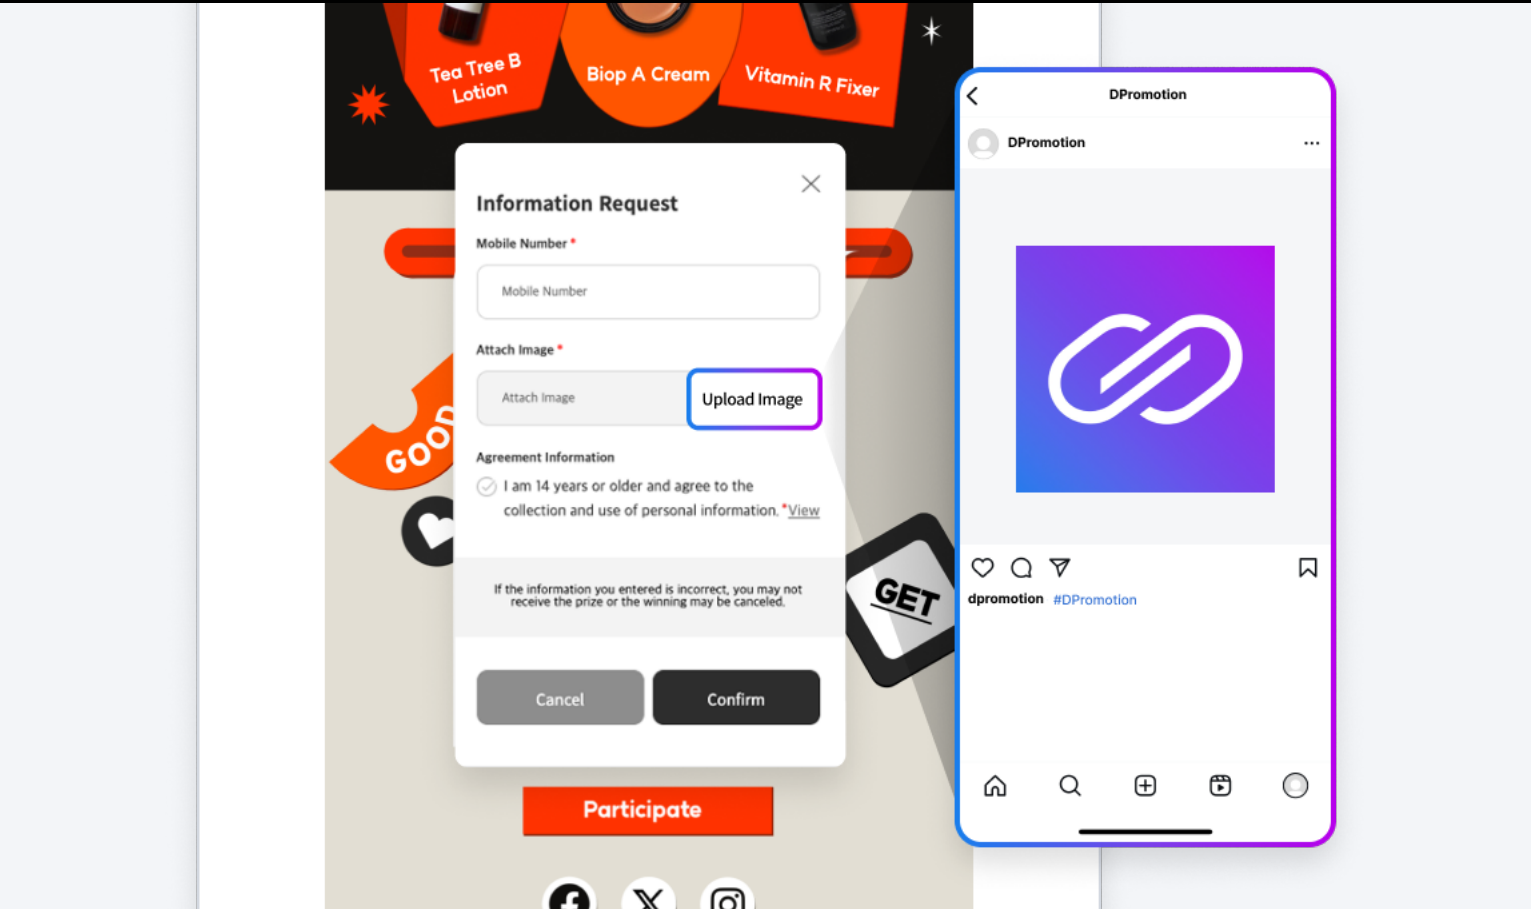 Tea Tree B
Lotion
Biop A Cream
Vitamin R Fixer
GOOD
GET
Information Request
Mobile Number *
Mobile Number
Attach Image *
Attach Image
Upload Image
Agreement Information
I am 14 years or older and agree to the
collection and use of personal information. *View
If the information you entered is incorrect, you may not
receive the prize or the winning may be canceled.
Cancel
Confirm
Participate
DPromotion
DPromotion
dpromotion #DPromotion